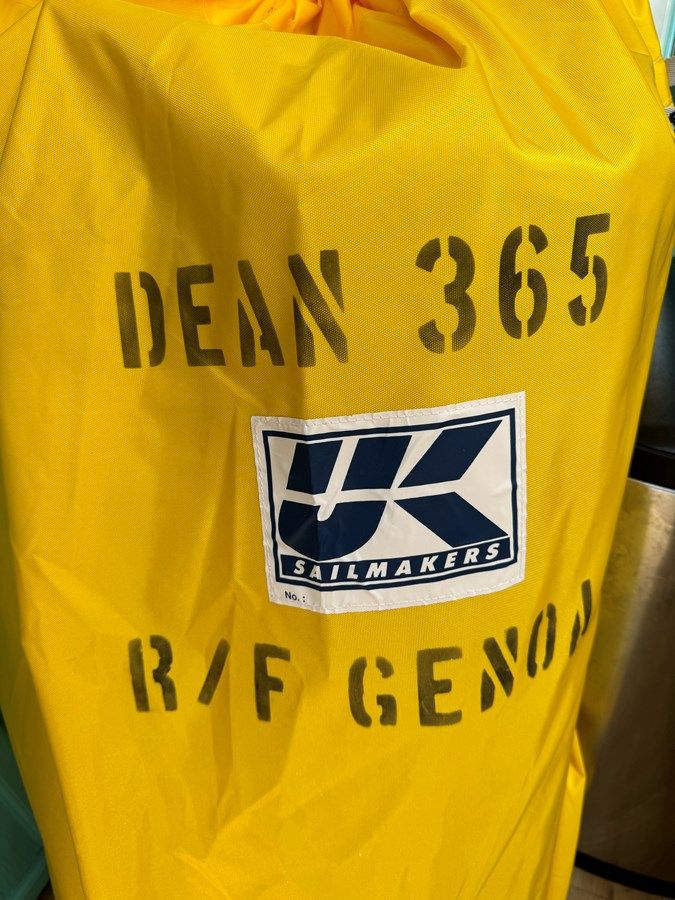 DEAN 365
UK
SAILMAKERS
No. :
R/F GENOA